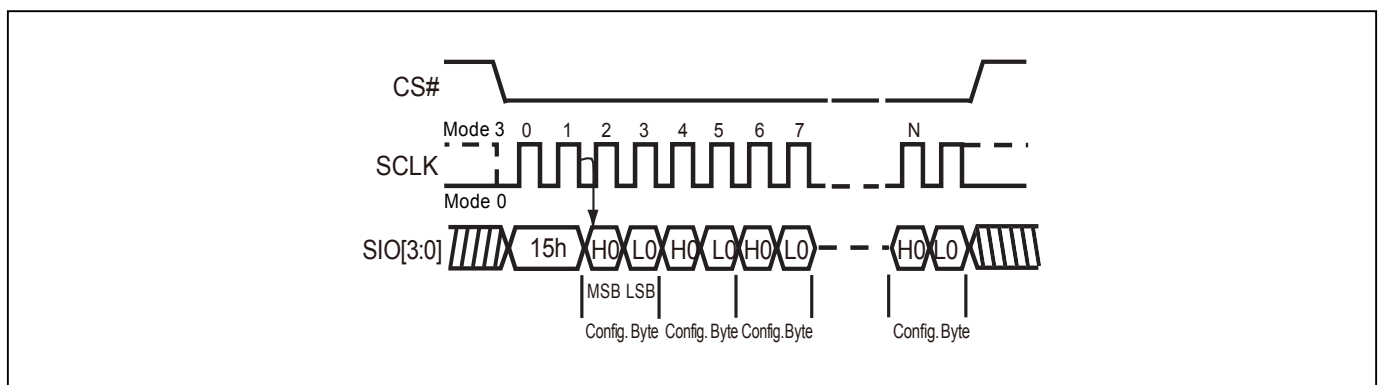 CS#
Mode 3 0 1 2 3 4 5 6 7 N
SCLK
Mode 0
SIO[3:0] 15h H0 L0 H0 L0 H0 L0 H0 L0
MSB LSB
Config. Byte Config. Byte Config.Byte Config. Byte